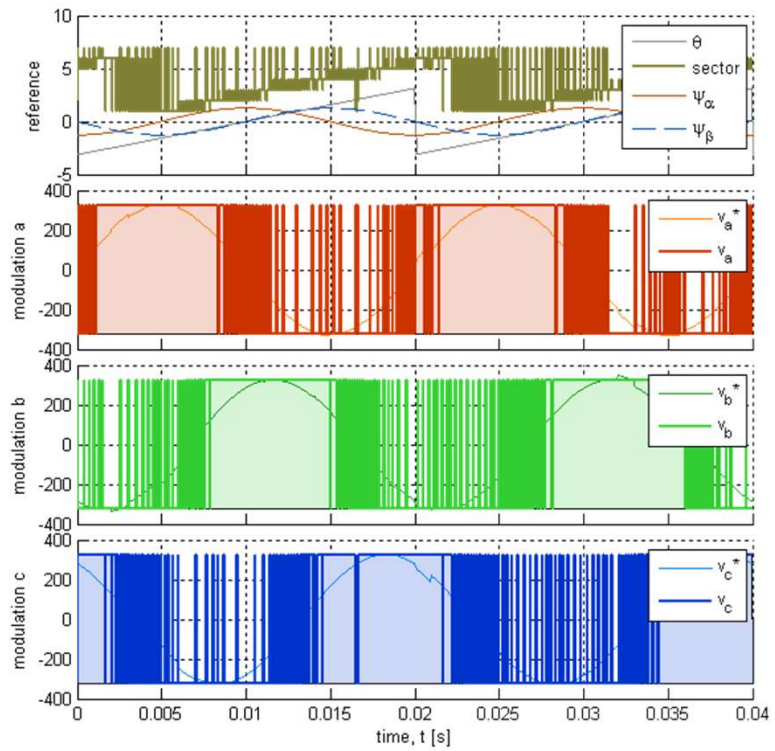 10
5
0
-5
reference
θ
sector
Ψα
Ψβ
400
200
0
-200
-400
modulation a
va*
va
400
200
0
-200
-400
modulation b
vb*
vb
400
200
0
-200
-400
modulation c
vc*
vc
0 0.005 0.01 0.015 0.02 0.025 0.03 0.035 0.04
time, t [s]